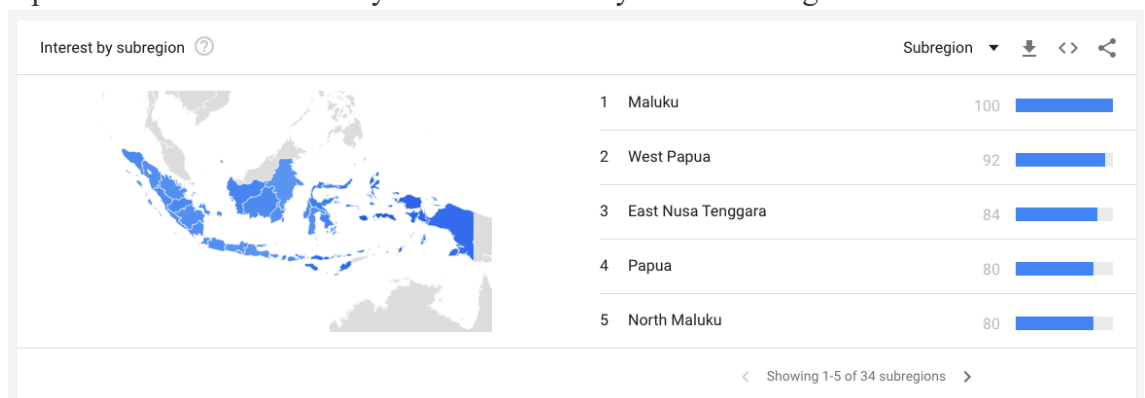 Interest by subregion ?
Subregion
1 Maluku 100
2 West Papua 92
3 East Nusa Tenggara 84
4 Papua 80
5 North Maluku 80
Showing 1-5 of 34 subregions